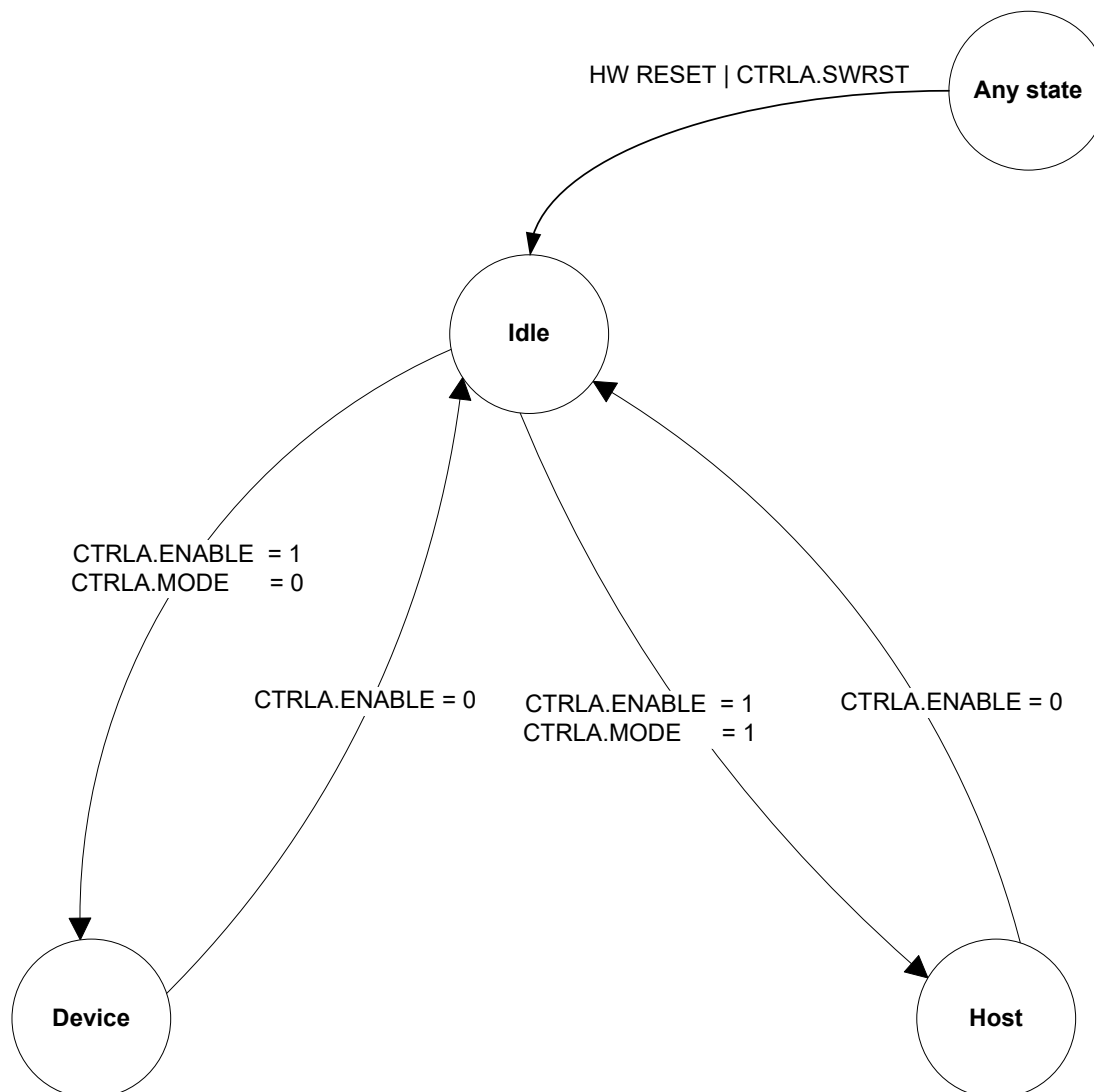 HW RESET | CTRLA.SWRST
Any state
Idle
CTRLA.ENABLE = 1
CTRLA.MODE = 0
CTRLA.ENABLE = 0
CTRLA.ENABLE = 1
CTRLA.MODE = 1
CTRLA.ENABLE = 0
Device
Host